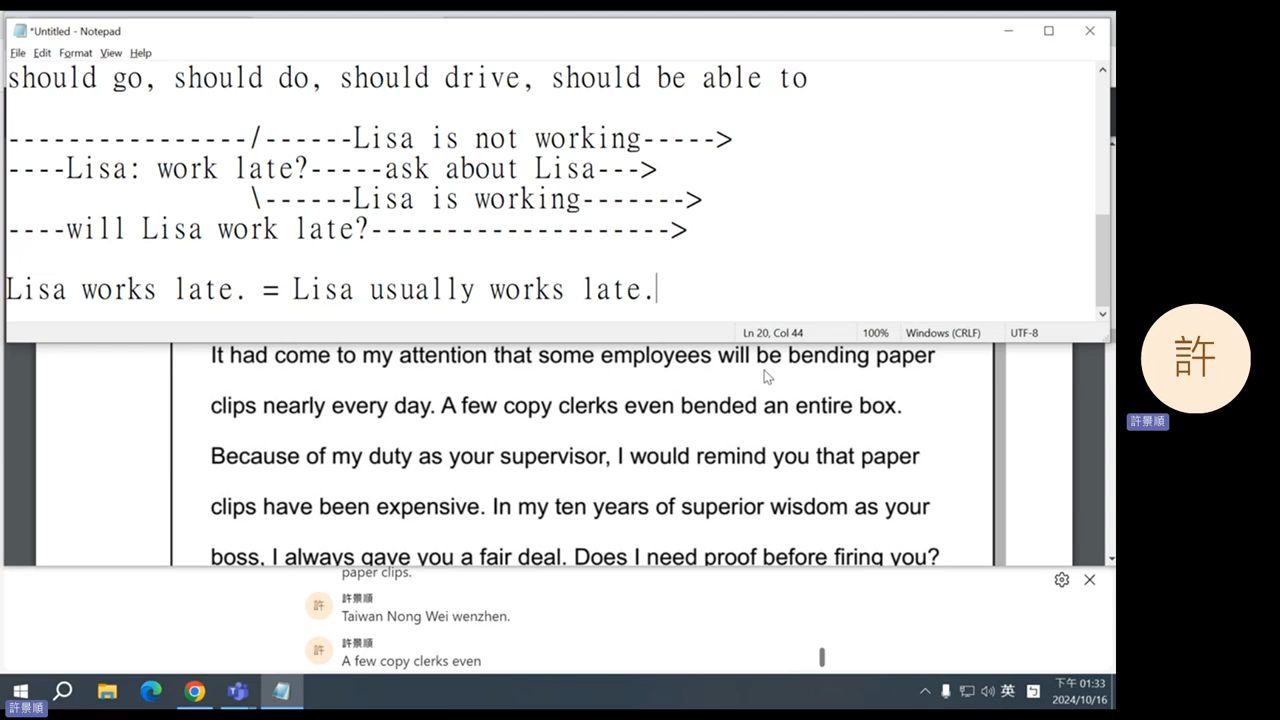 *Untitled - Notepad
File Edit Format View Help
should go, should do, should drive, should be able to
----------------/------Lisa is not working----->
----Lisa: work late?-----ask about Lisa--->
\------Lisa is working------->
----will Lisa work late?-------------------->
Lisa works late. = Lisa usually works late.
Ln 20, Col 44 100% Windows (CRLF) UTF-8
It had come to my attention that some employees will be bending paper
clips nearly every day. A few copy clerks even bended an entire box.
Because of my duty as your supervisor, I would remind you that paper
clips have been expensive. In my ten years of superior wisdom as your
boss, I always gave you a fair deal. Does I need proof before firing you?
paper clips.
許 許景順
Taiwan Nong Wei wenzhen.
許 許景順
A few copy clerks even
許
許景順
英 ㄅ 下午 01:33
2024/10/16
許景順